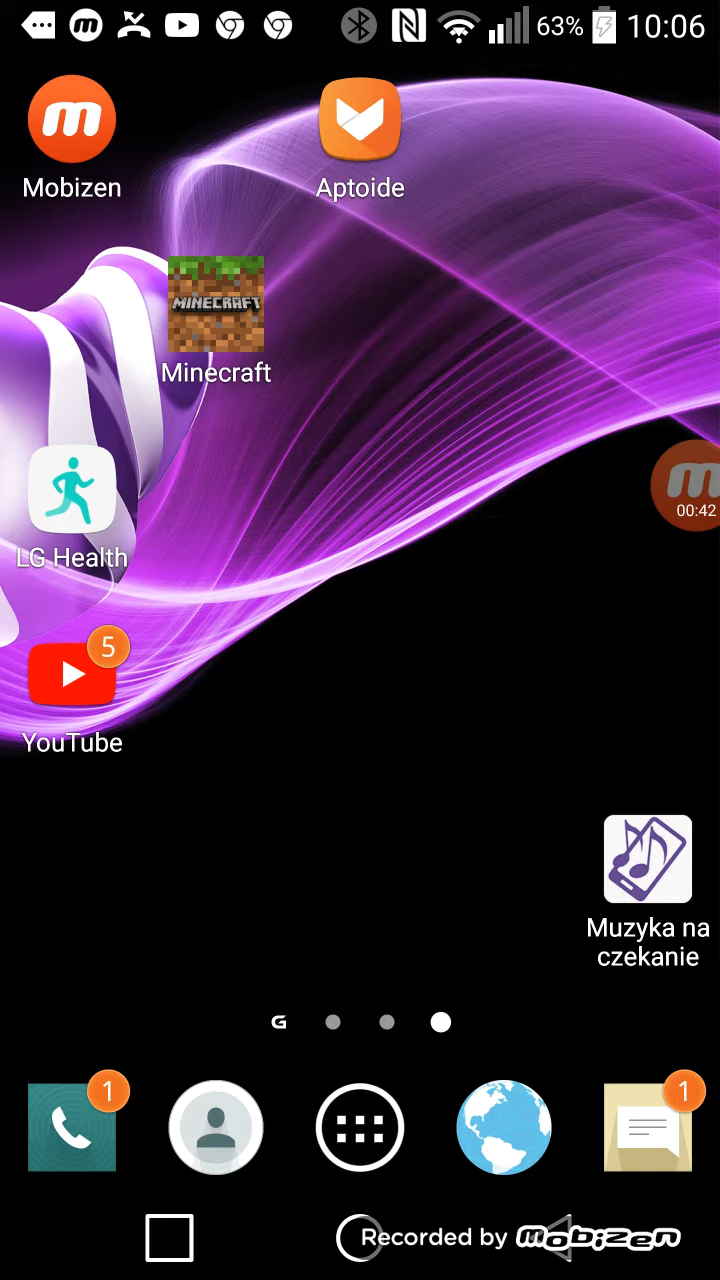 63% 10:06
m
Mobizen
Aptoide
MINECRAFT
Minecraft
m
00:42
LG Health
5
YouTube
Muzyka na
czekanie
G
1
1
Recorded by Mobizen